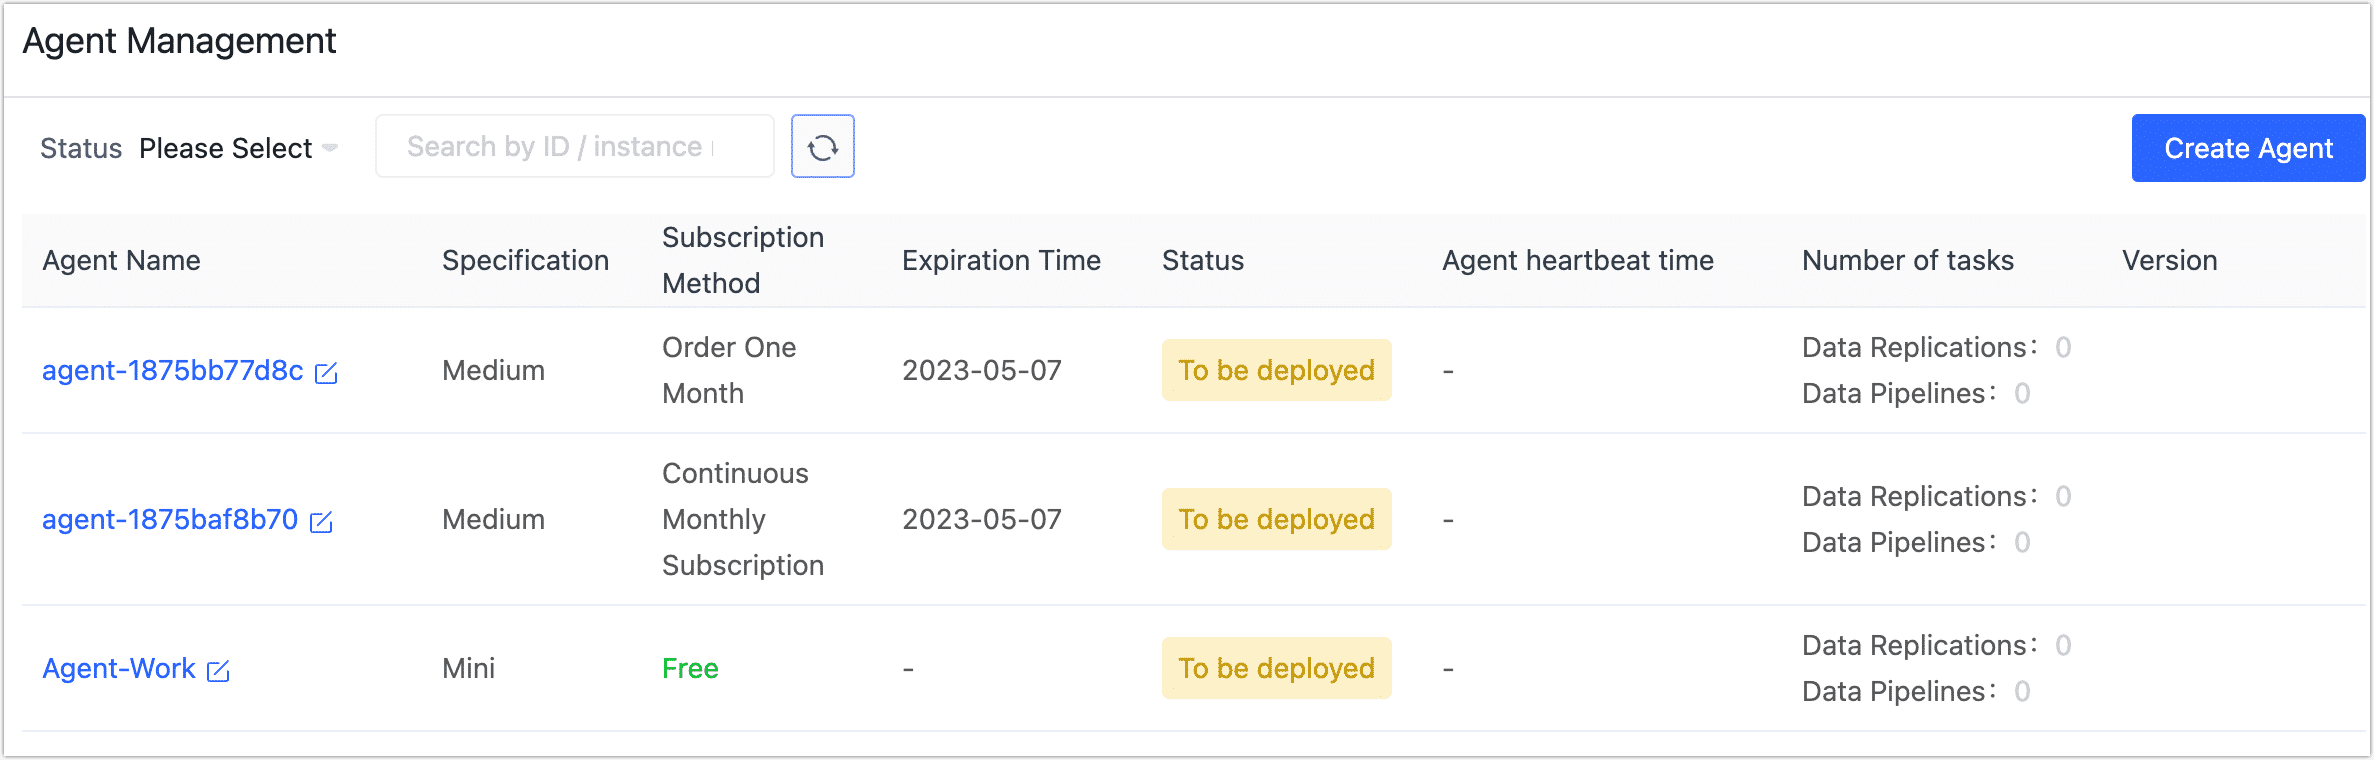 Agent Management
Status Please Select Search by ID / instance Create Agent
Agent Name Specification Subscription Method Expiration Time Status Agent heartbeat time Number of tasks Version
agent-1875bb77d8c Medium Order One Month 2023-05-07 To be deployed - Data Replications: 0
Data Pipelines: 0
agent-1875baf8b70 Medium Continuous Monthly Subscription 2023-05-07 To be deployed - Data Replications: 0
Data Pipelines: 0
Agent-Work Mini Free - To be deployed - Data Replications: 0
Data Pipelines: 0